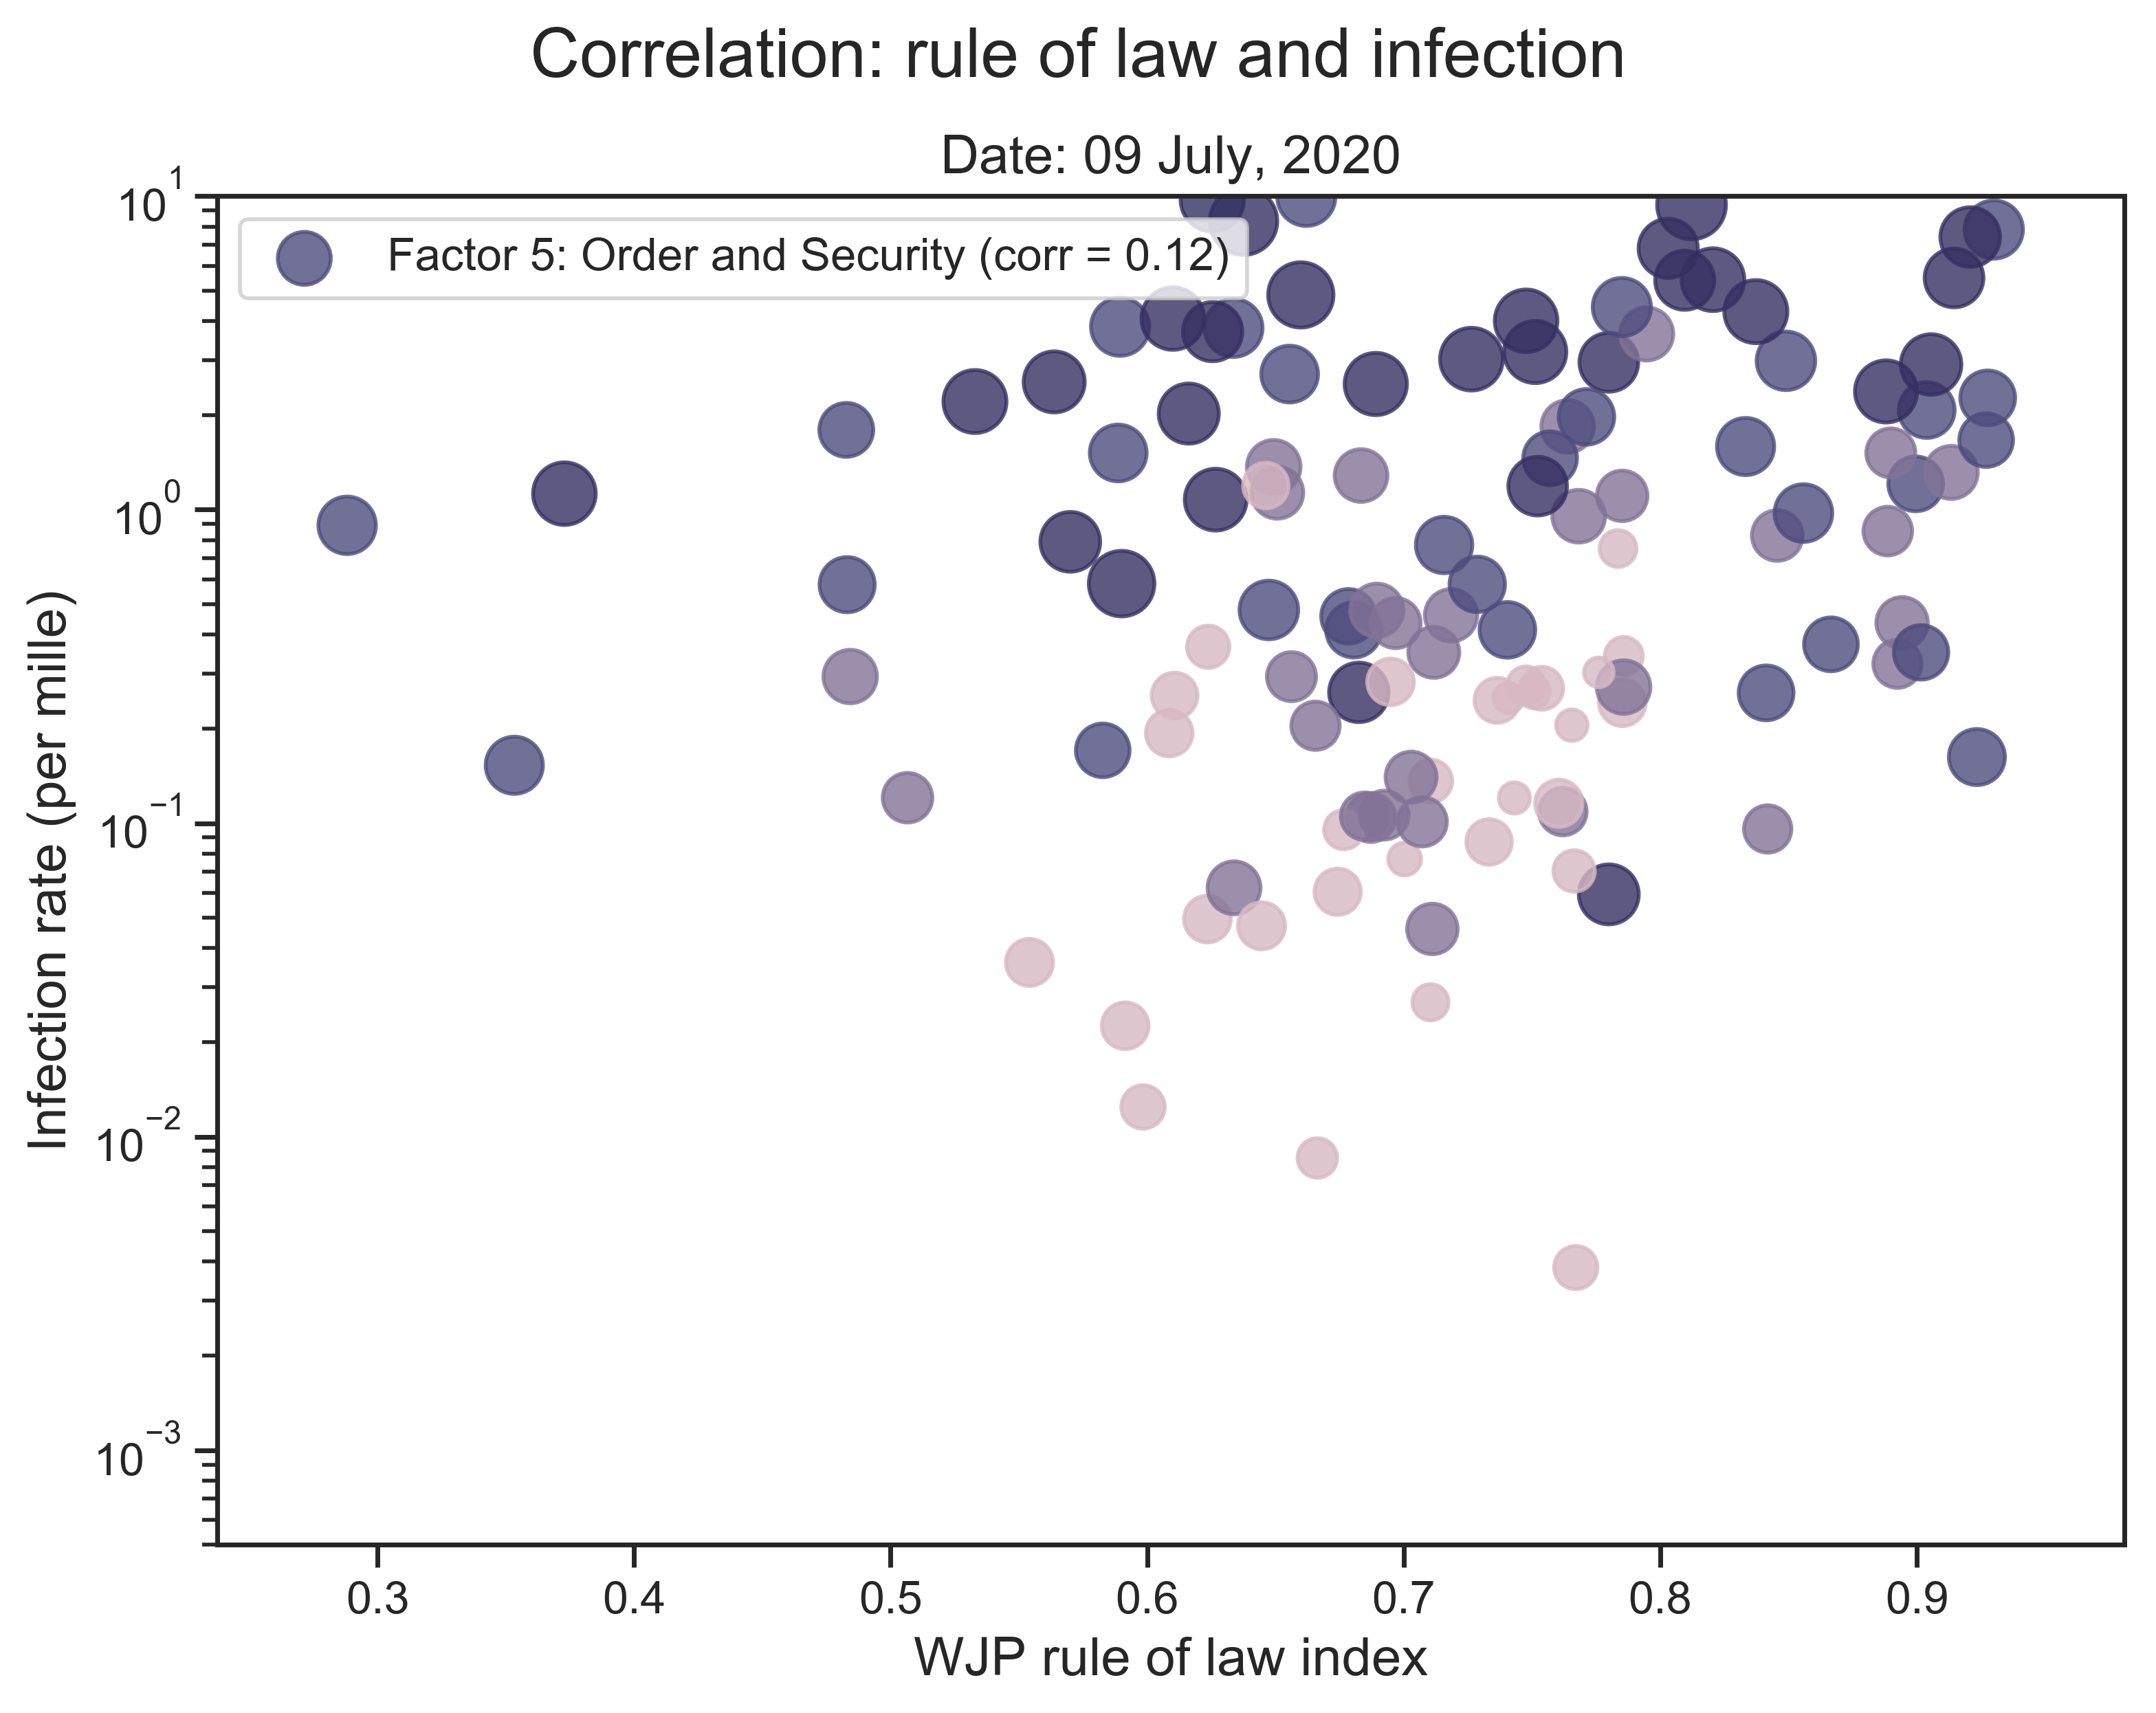 Correlation: rule of law and infection
Date: 09 July, 2020
Factor 5: Order and Security (corr = 0.12)
Infection rate (per mille)
10^1
10^0
10^−1
10^−2
10^−3
0.3 0.4 0.5 0.6 0.7 0.8 0.9
WJP rule of law index